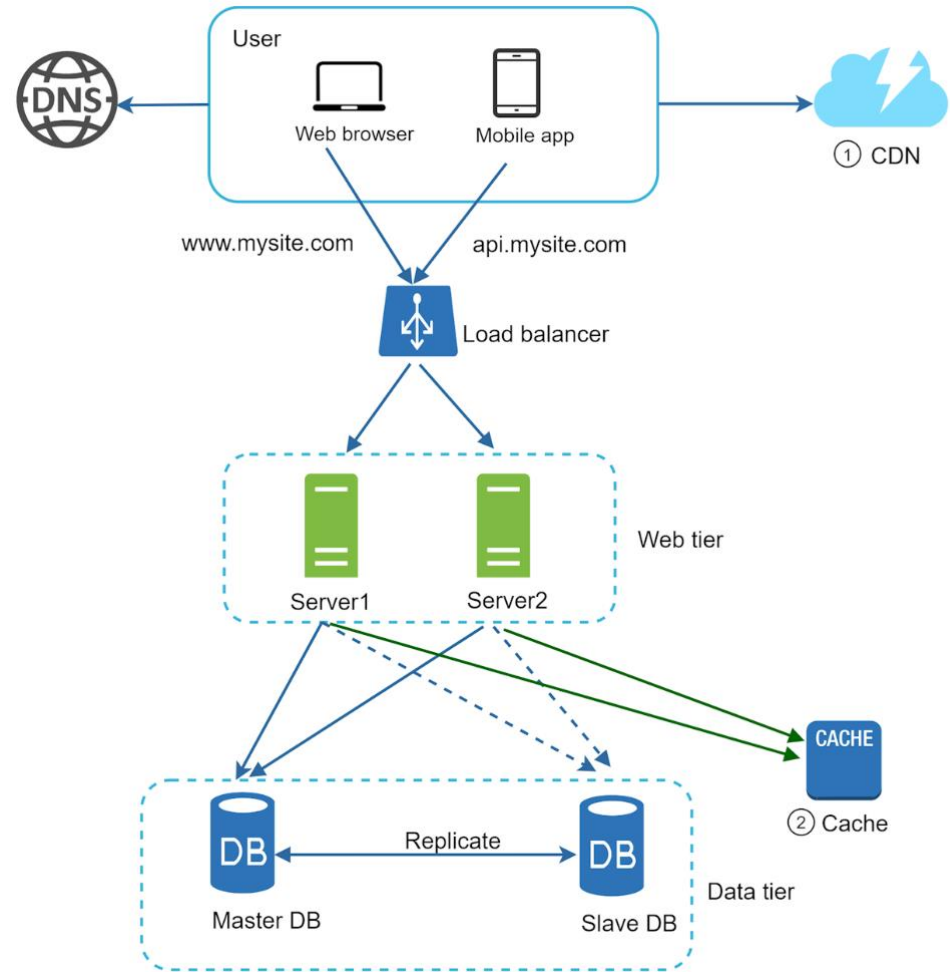 User
DNS
Web browser
Mobile app
1 CDN
www.mysite.com
api.mysite.com
Load balancer
Web tier
Server1
Server2
CACHE
2 Cache
DB
Replicate
DB
Master DB
Slave DB
Data tier